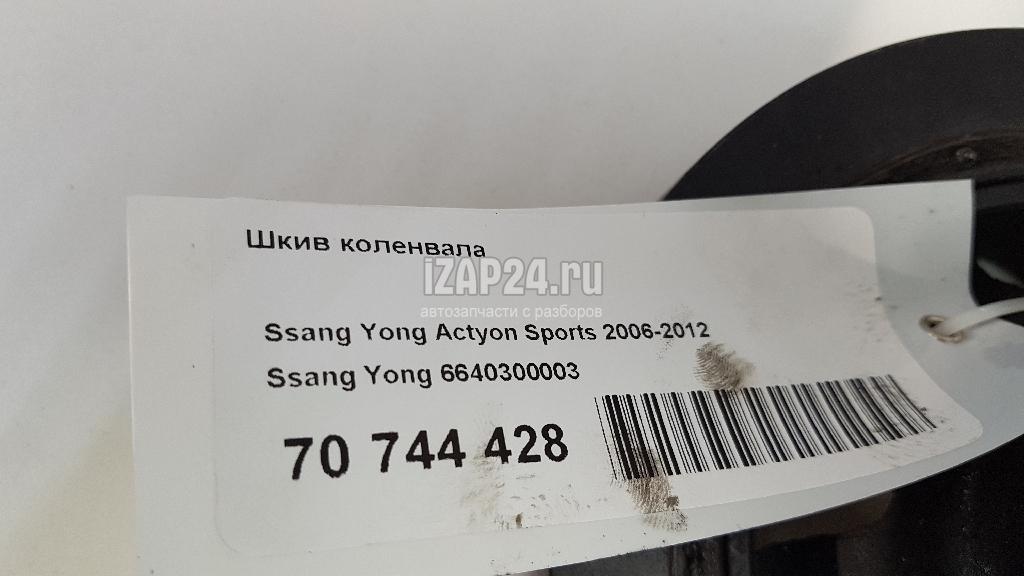 Шкив коленвала
iZAP24.ru
автозапчасти с разборов
Ssang Yong Actyon Sports 2006-2012
Ssang Yong 6640300003
70 744 428